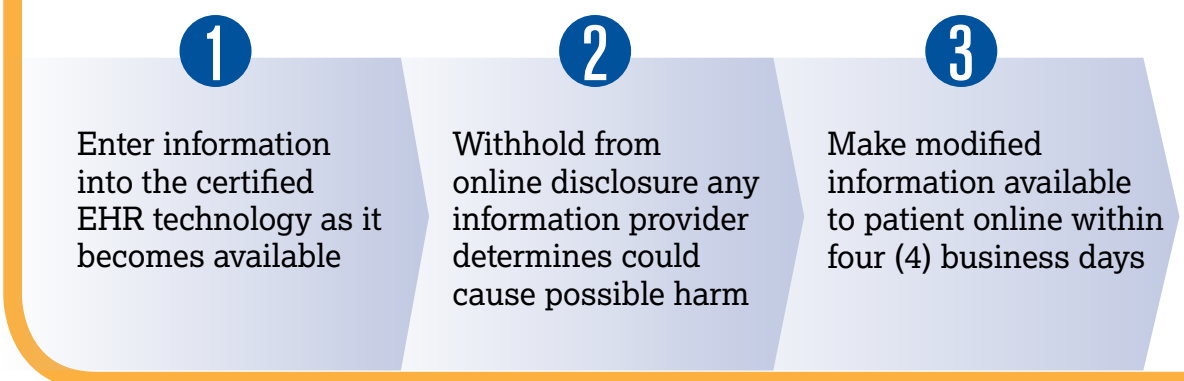 1
Enter information
into the certified
EHR technology as it
becomes available
2
Withhold from
online disclosure any
information provider
determines could
cause possible harm
3
Make modified
information available
to patient online within
four (4) business days